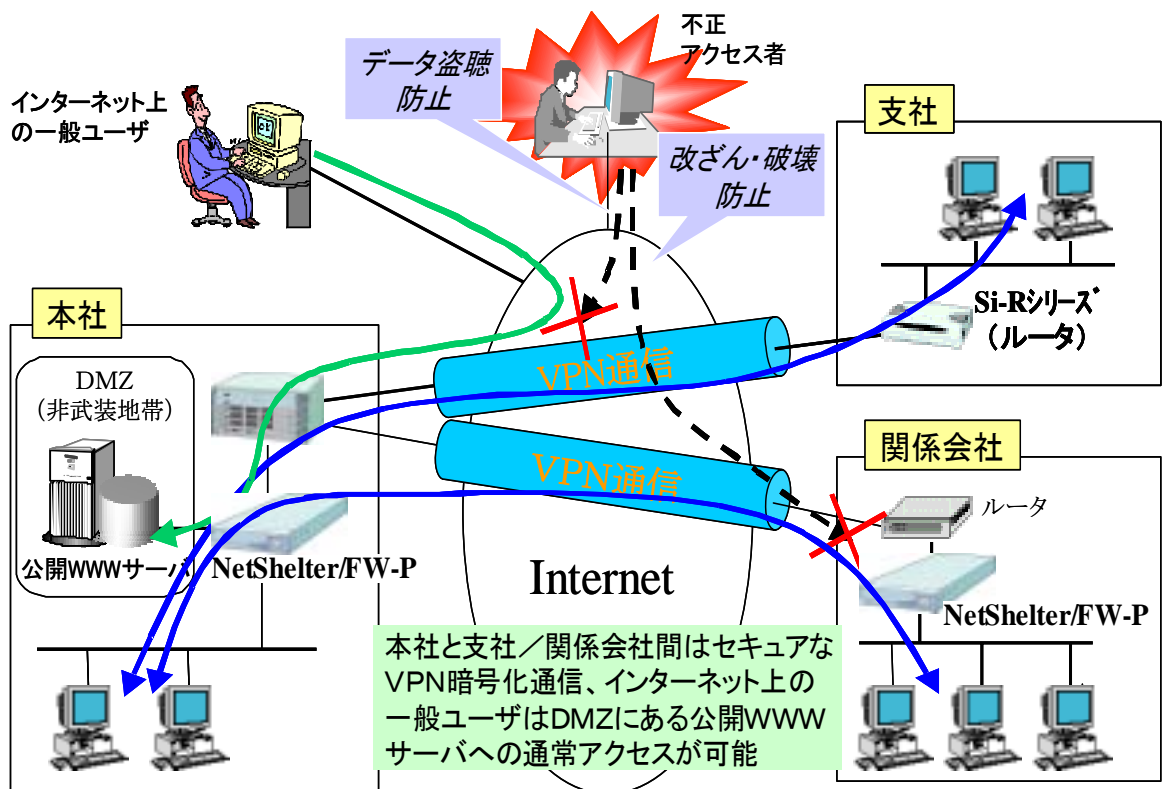 不正
アクセス者
データ盗聴
防止
インターネット上
の一般ユーザ
改ざん・破壊
防止
支社
Si-Rシリーズ
(ルータ)
本社
DMZ
(非武装地帯)
公開WWWサーバ
NetShelter/FW-P
VPN通信
VPN通信
Internet
関係会社
ルータ
NetShelter/FW-P
本社と支社/関係会社間はセキュアな
VPN暗号化通信、インターネット上の
一般ユーザはDMZにある公開WWW
サーバへの通常アクセスが可能